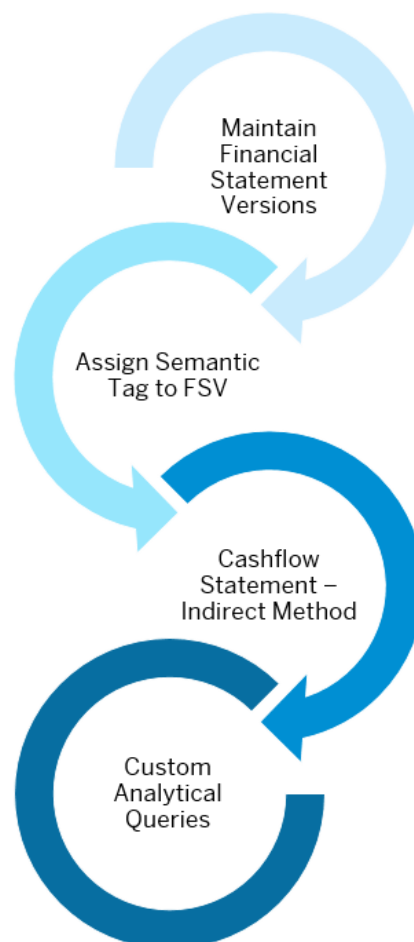 Maintain
Financial
Statement
Versions
Assign Semantic
Tag to FSV
Cashflow
Statement –
Indirect Method
Custom
Analytical
Queries